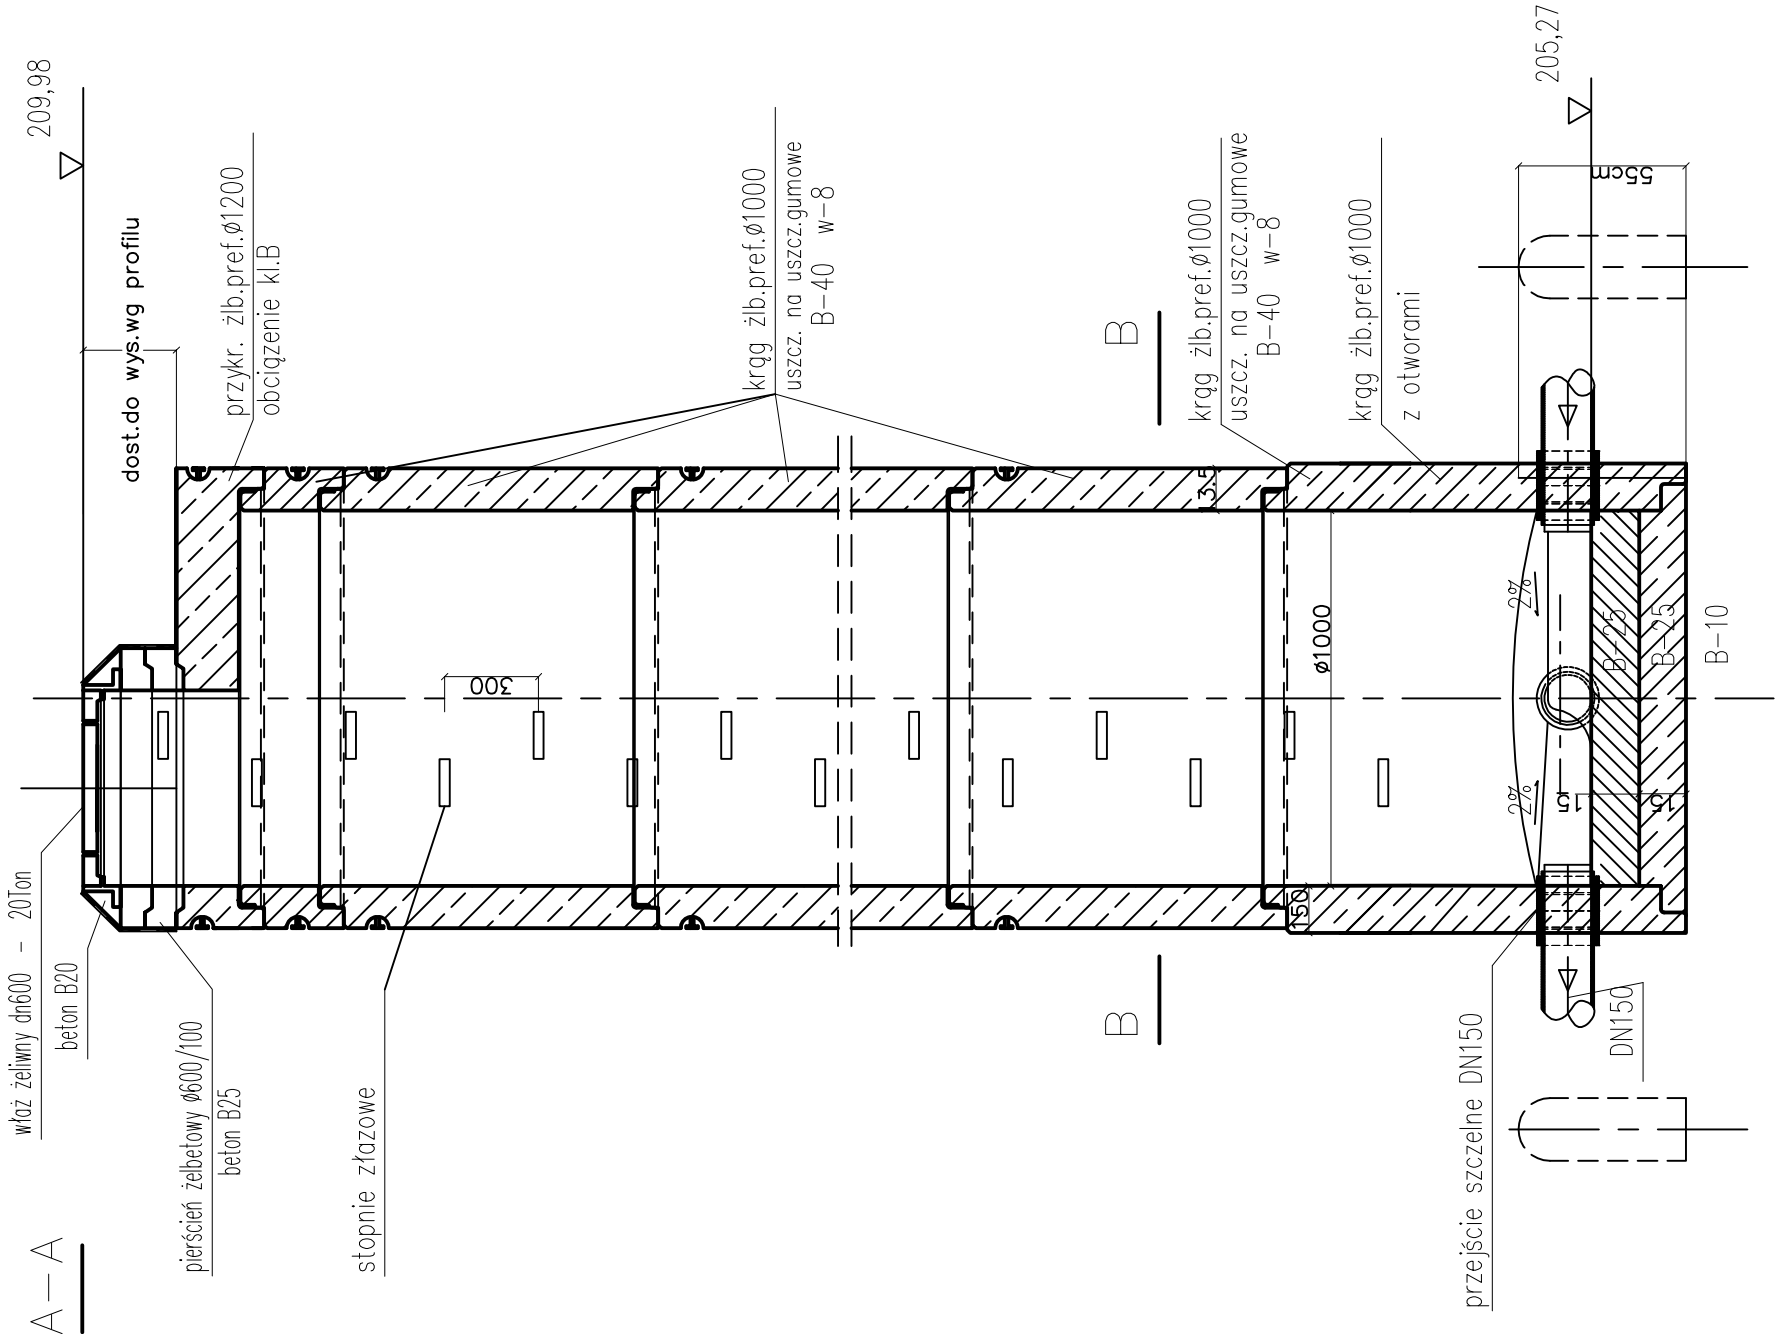 A—A
właz żeliwny dn600 - 20Ton
beton B20
pierścień żelbetowy ø600/100
beton B25
stopnie złazowe
209,98
dost.do wys.wg profilu
przykr. żlb.pref.ø1200
obciązenie kl.B
krąg żlb.pref.ø1000
uszcz. na uszcz.gumowe
B-40 w-8
B
B
krąg żlb.pref.ø1000
uszcz. na uszcz.gumowe
B-40 w-8
krąg żlb.pref.ø1000
z otworami
205,27
55cm
300
13,5
ø1000
150
2%
2%
15
15
B-25
B-25
B-10
DN150
przejście szczelne DN150